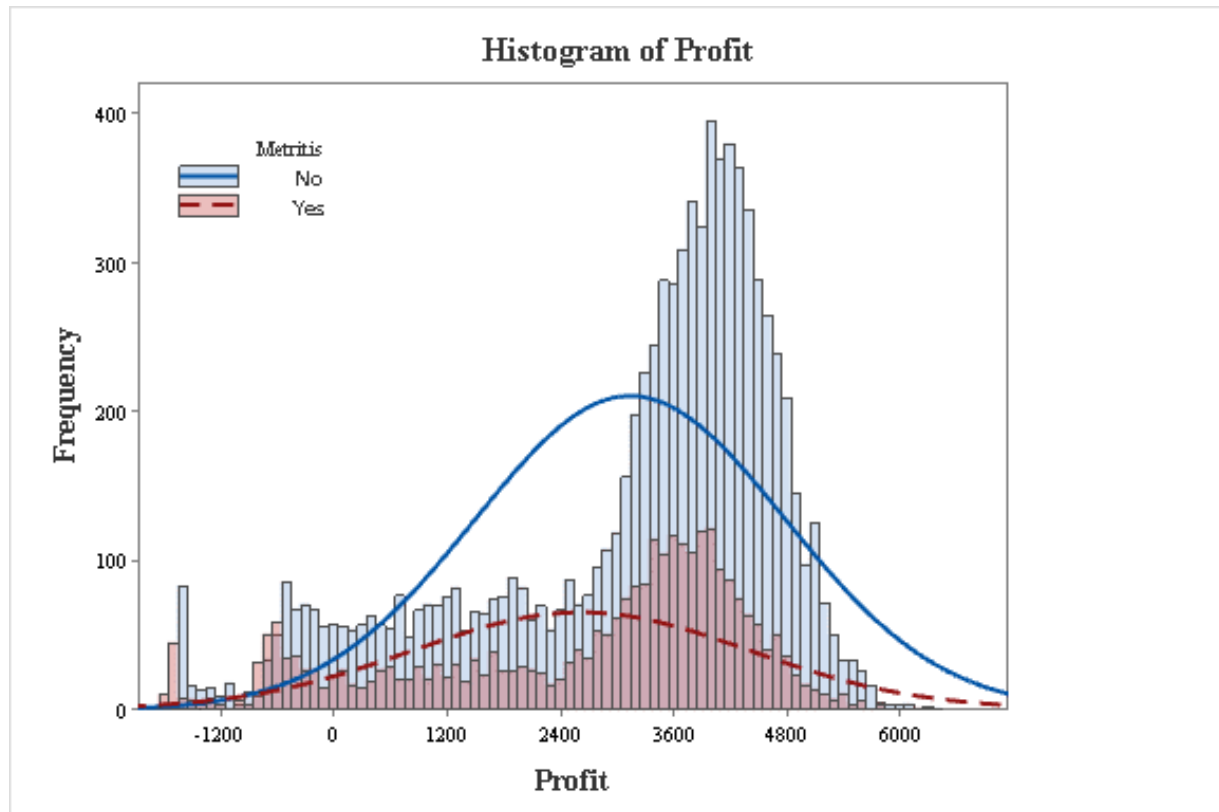 Histogram of Profit
400
300
200
100
0
Frequency
Metritis
No
Yes
-1200 0 1200 2400 3600 4800 6000
Profit